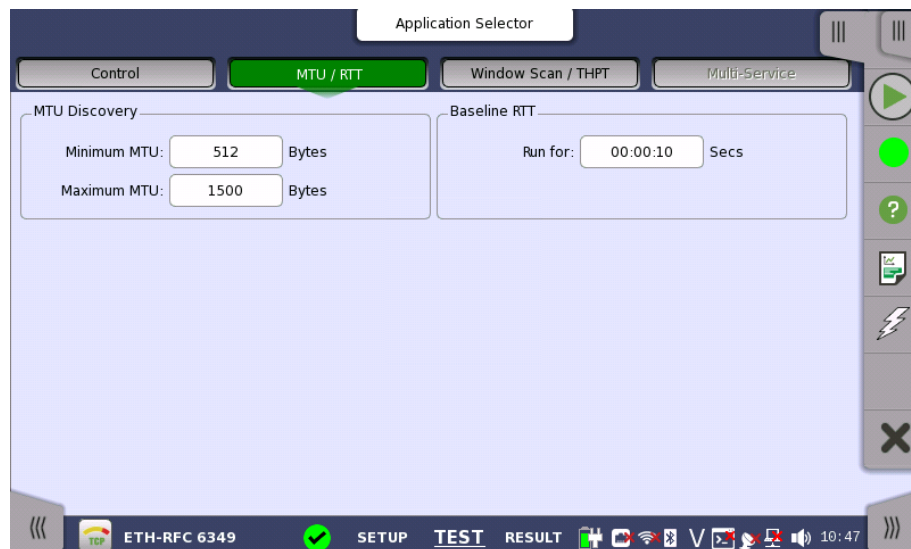 Application Selector
Control
MTU / RTT
Window Scan / THPT
Multi-Service
MTU Discovery
Minimum MTU: 512 Bytes
Maximum MTU: 1500 Bytes
Baseline RTT
Run for: 00:00:10 Secs
TCP
ETH-RFC 6349
SETUP
TEST
RESULT
V
10:47